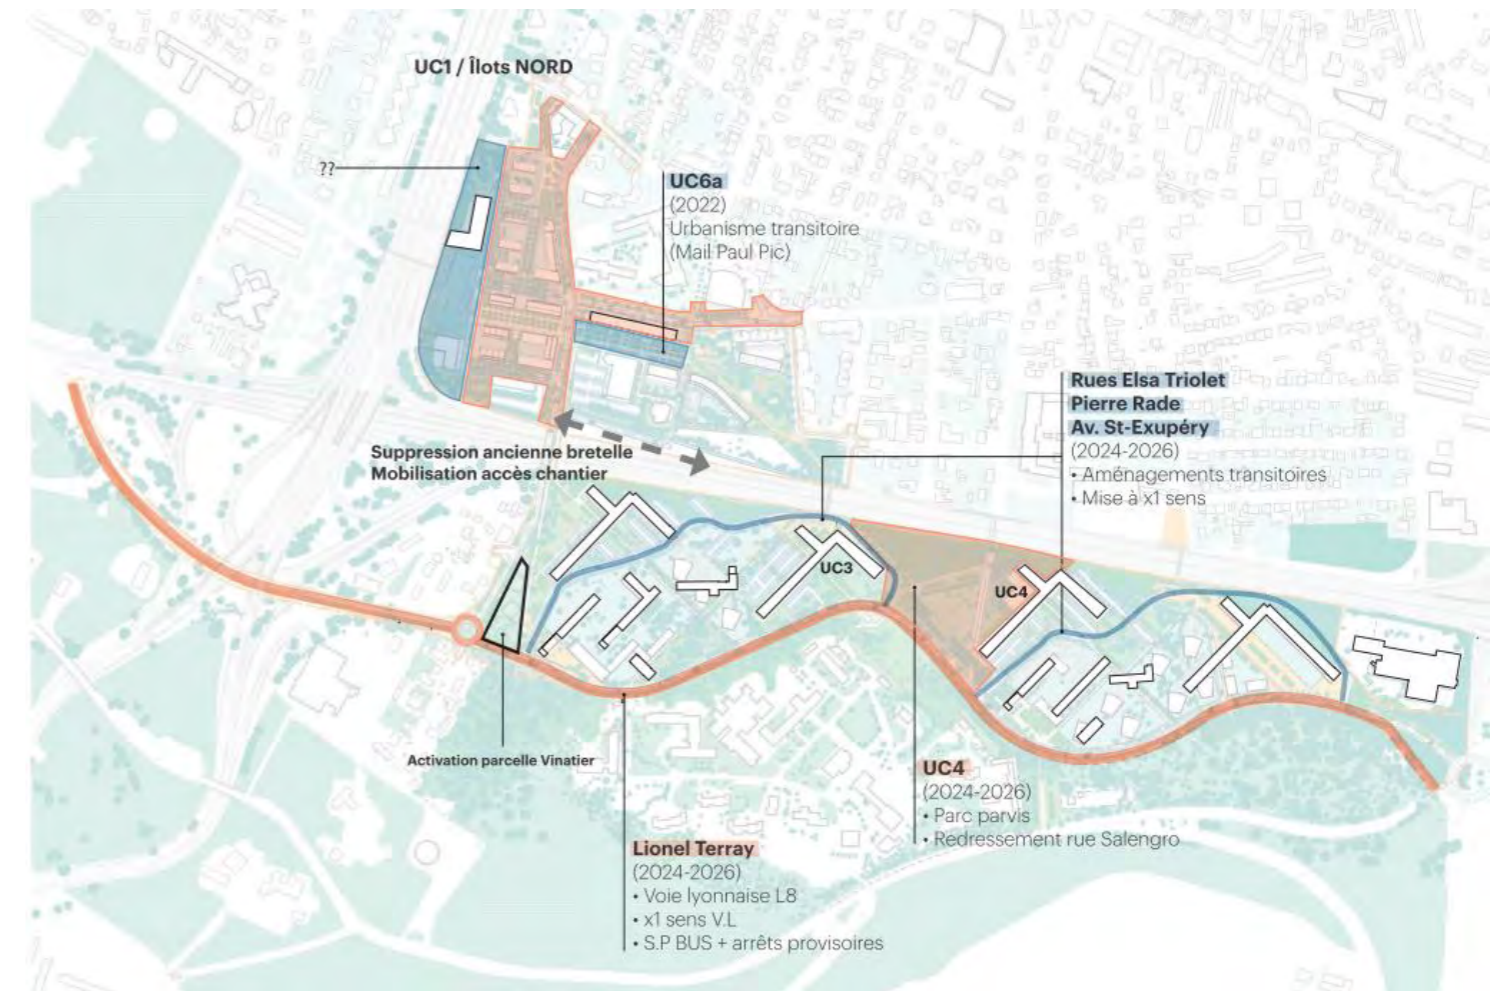 UC1 / Îlots NORD
??
UC6a
(2022)
Urbanisme transitoire
(Mail Paul Pic)
Rues Elsa Triolet
Pierre Rade
Av. St-Exupéry
(2024-2026)
• Aménagements transitoires
• Mise à x1 sens
Suppression ancienne bretelle
Mobilisation accès chantier
UC3
UC4
Activation parcelle Vinatier
UC4
(2024-2026)
• Parc parvis
• Redressement rue Salengro
Lionel Terray
(2024-2026)
• Voie lyonnaise L8
• x1 sens V.L
• S.P BUS + arrêts provisoires